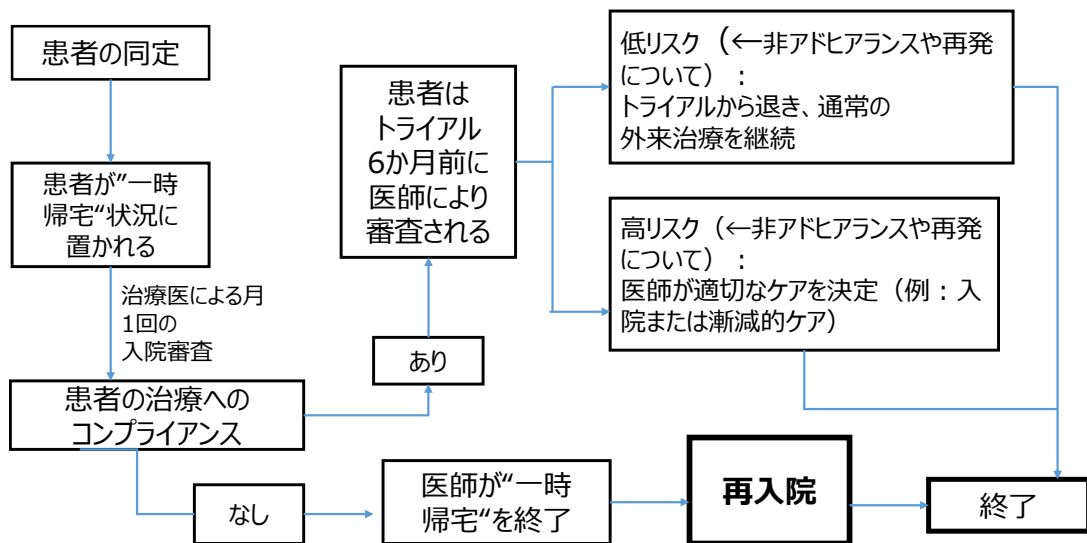 患者の同定
患者が”一時
帰宅“状況に
置かれる
治療医による月
1回の
入院審査
患者の治療への
コンプライアンス
あり
なし
患者は
トライアル
6か月前に
医師により
審査される
低リスク（←非アドヒアランスや再発
について）：
トライアルから退き、通常の
外来治療を継続
高リスク（←非アドヒアランスや再発
について）：
医師が適切なケアを決定（例：入
院または漸減的ケア）
医師が“一時
帰宅“を終了
再入院
終了